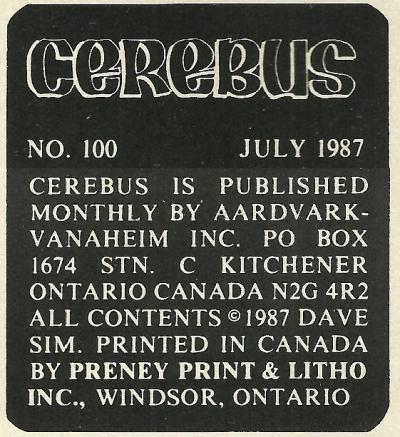 CEREBUS
NO. 100 JULY 1987
CEREBUS IS PUBLISHED
MONTHLY BY AARDVARK-
VANAHEIM INC. PO BOX
1674 STN. C KITCHENER
ONTARIO CANADA N2G 4R2
ALL CONTENTS ©1987 DAVE
SIM. PRINTED IN CANADA
BY PRENEY PRINT & LITHO
INC., WINDSOR, ONTARIO